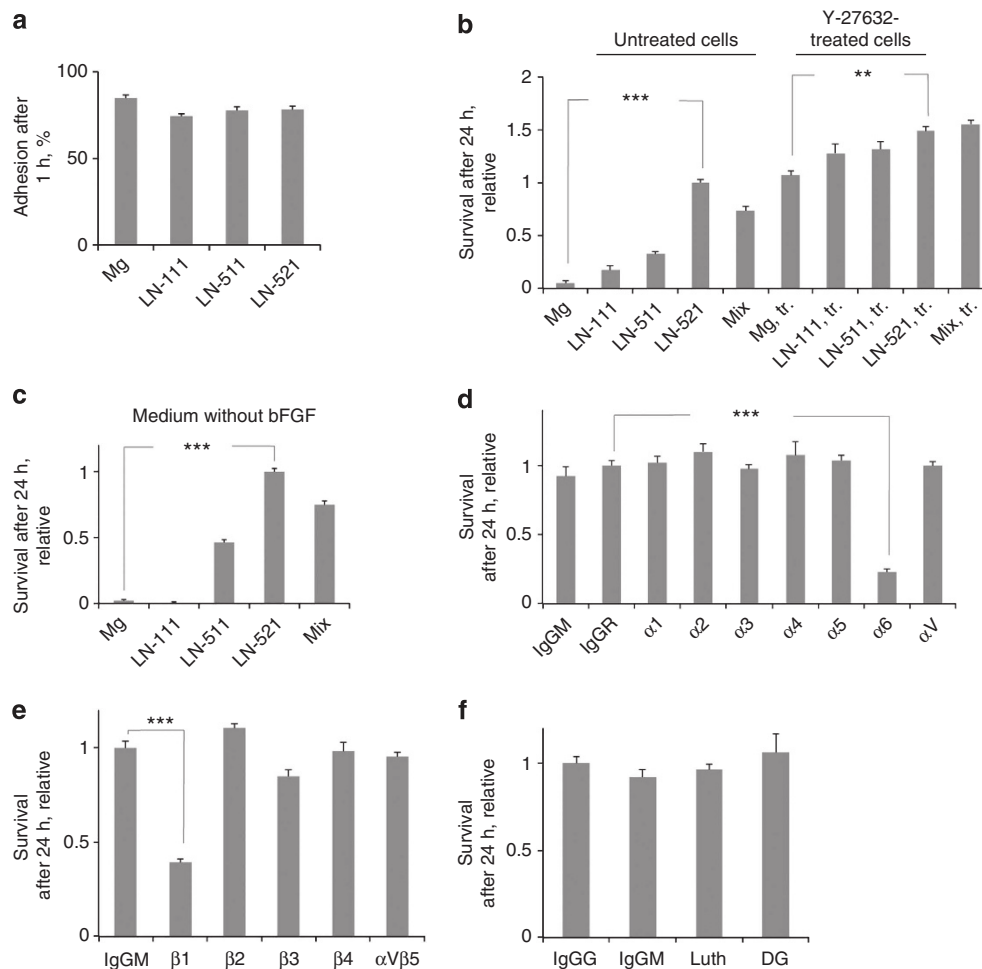 a
Adhesion after
1 h, %
100
50
0
Mg
LN-111
LN-511
LN-521
b
Untreated cells
Y-27632-
treated cells
Survival after 24 h,
relative
2
1.5
1
0.5
0
***
**
Mg
LN-111
LN-511
LN-521
Mix
Mg, tr.
LN-111, tr.
LN-511, tr.
LN-521, tr.
Mix, tr.
c
Medium without bFGF
Survival after 24 h,
relative
1
0.5
0
***
Mg
LN-111
LN-511
LN-521
Mix
d
Survival
after 24 h, relative
1
0.5
0
***
IgGM
IgGR
α1
α2
α3
α4
α5
α6
αV
e
Survival
after 24 h, relative
1
0.5
0
***
IgGM β1 β2 β3 β4 αVβ5
f
Survival
after 24 h, relative
1
0.5
0
IgGG IgGM Luth DG